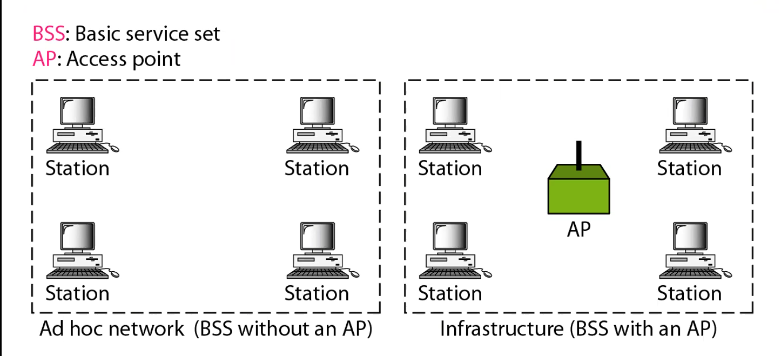 BSS: Basic service set
AP: Access point
Station
Station
Station
Station
AP
Station
Station
Station
Station
Ad hoc network (BSS without an AP)
Infrastructure (BSS with an AP)